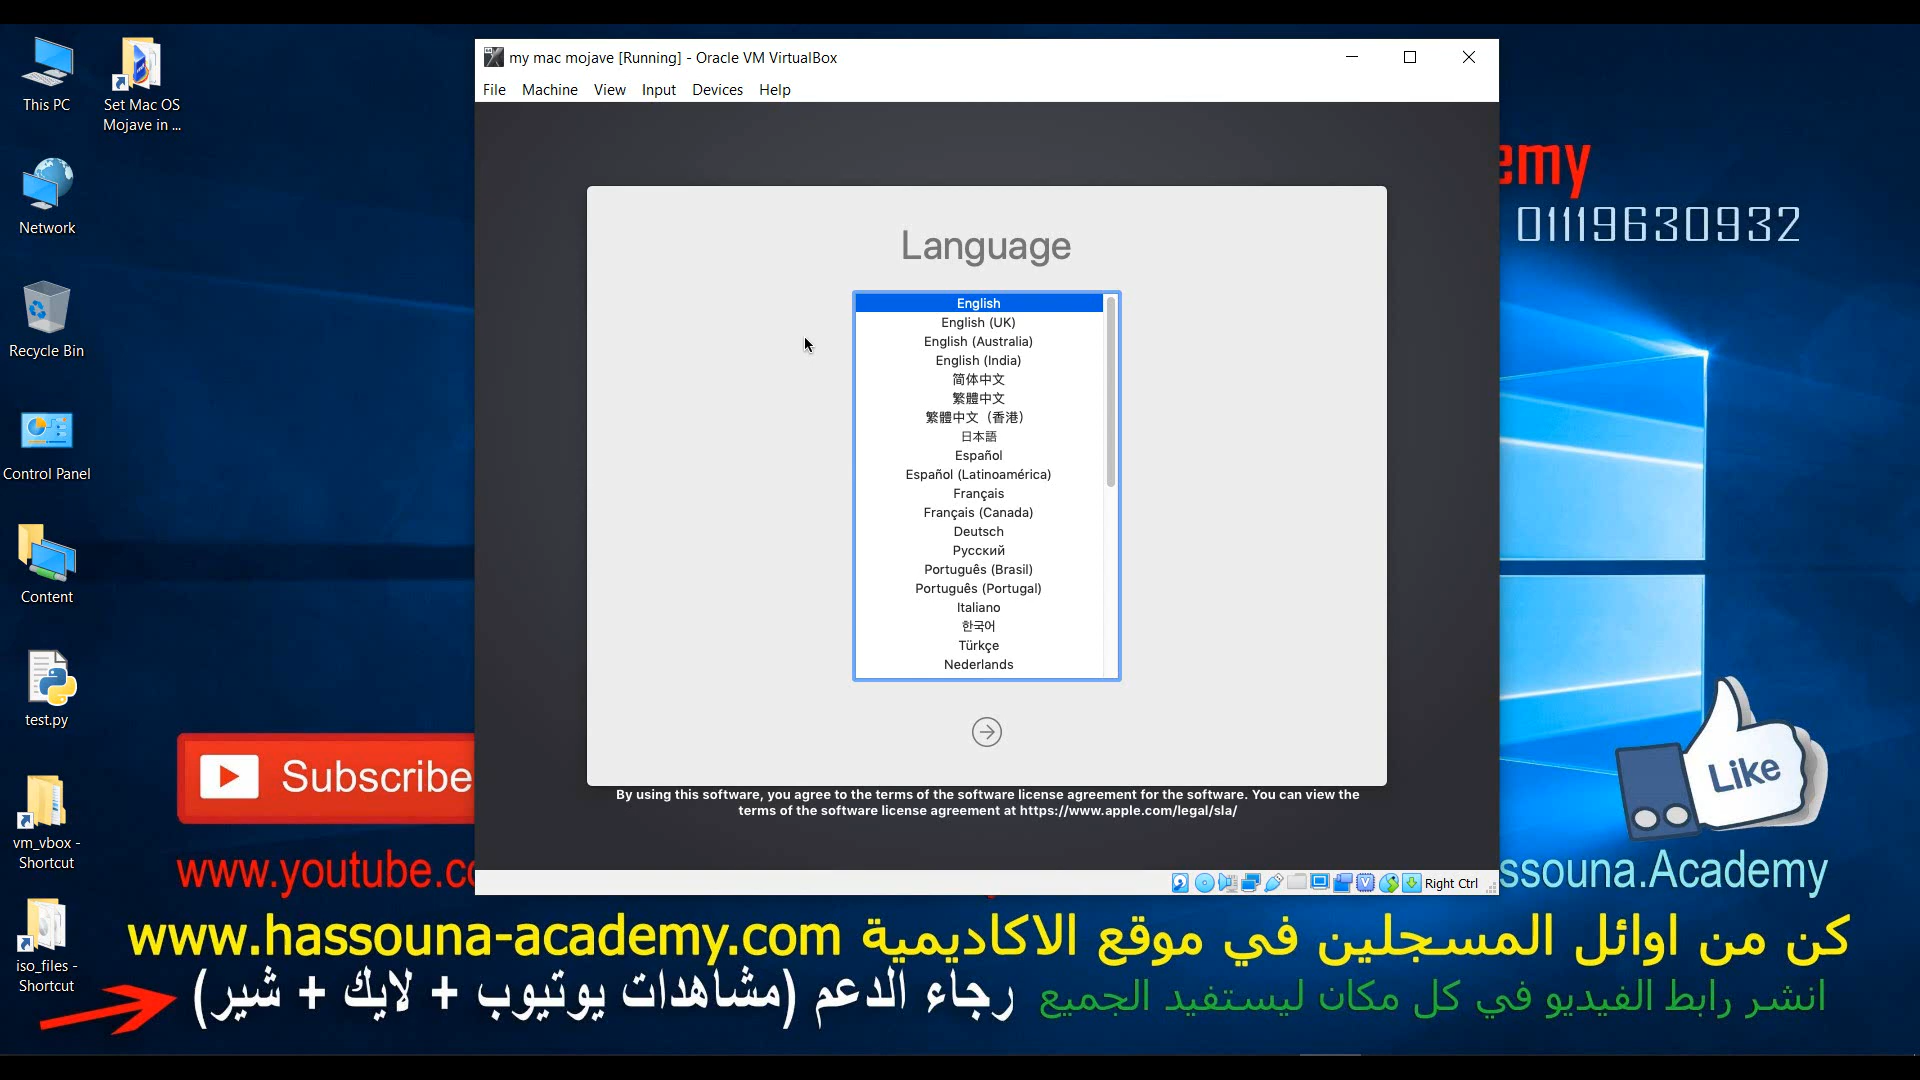 This PC
Set Mac OS
Mojave in ...
Network
Recycle Bin
Control Panel
Content
test.py
vm_vbox -
Shortcut
iso_files -
Shortcut
my mac mojave [Running] - Oracle VM VirtualBox
File Machine View Input Devices Help
Language
English
English (UK)
English (Australia)
English (India)
简体中文
繁體中文
繁體中文（香港）
日本語
Español
Español (Latinoamérica)
Français
Français (Canada)
Deutsch
Русский
Português (Brasil)
Português (Portugal)
Italiano
한국어
Türkçe
Nederlands
By using this software, you agree to the terms of the software license agreement for the software. You can view the
terms of the software license agreement at https://www.apple.com/legal/sla/
Right Ctrl
emy
01119630932
Subscribe
Like
www.youtube.c
ssouna.Academy
كن من اوائل المسجلين في موقع الاكاديمية www.hassouna-academy.com
انشر رابط الفيديو في كل مكان ليستفيد الجميع
رجاء الدعم (مشاهدات يوتيوب + لايك + شير)